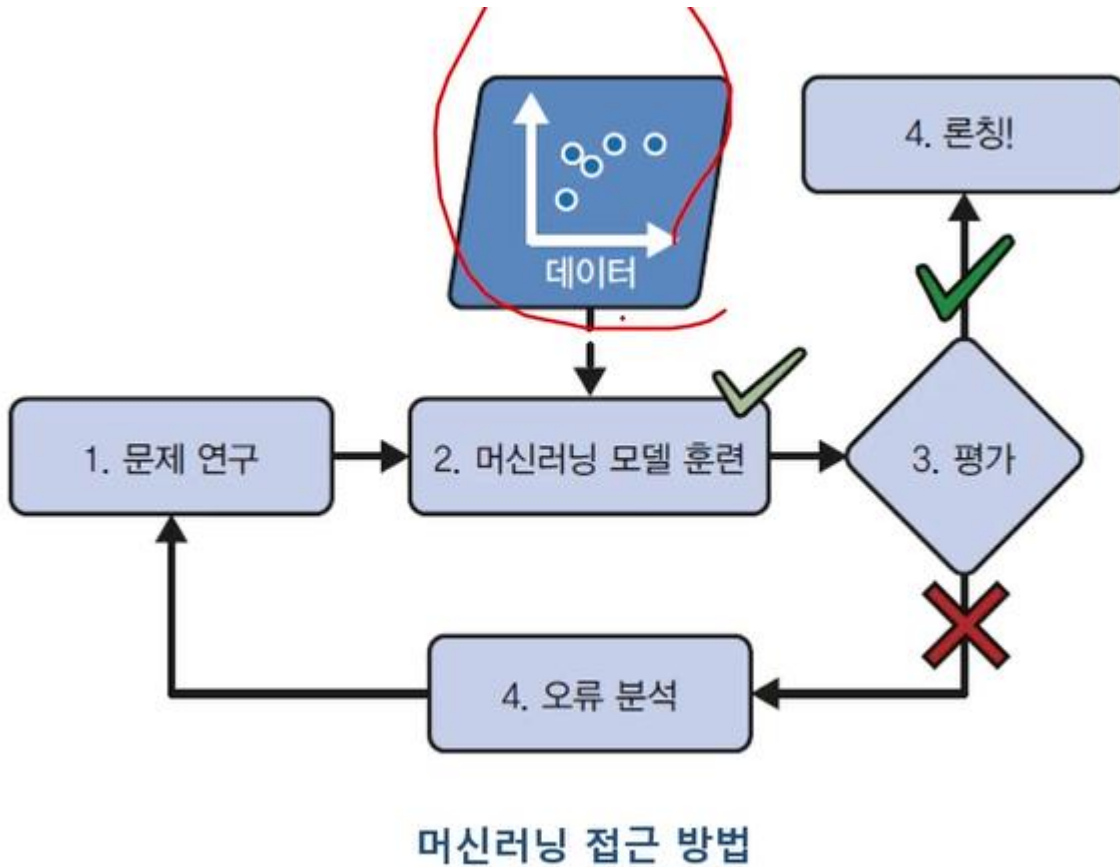 데이터
4. 론칭!
1. 문제 연구
2. 머신러닝 모델 훈련
3. 평가
4. 오류 분석
머신러닝 접근 방법